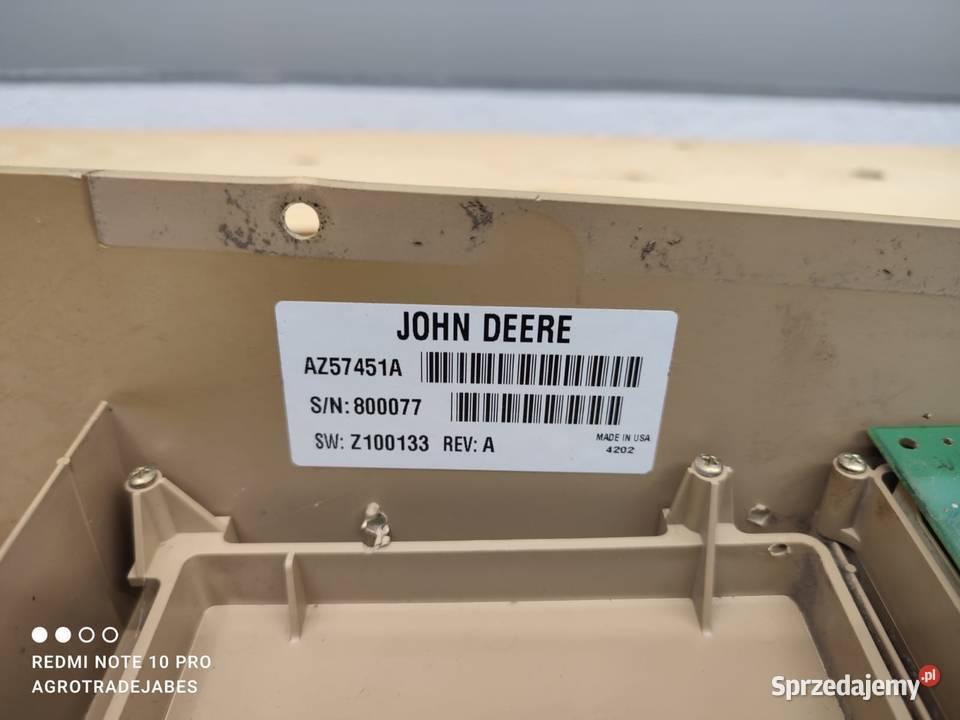 JOHN DEERE
AZ57451A
S/N: 800077
SW: Z100133 REV: A
MADE IN USA
4202
REDMI NOTE 10 PRO
AGROTRADEJABES
Sprzedajemy.pl